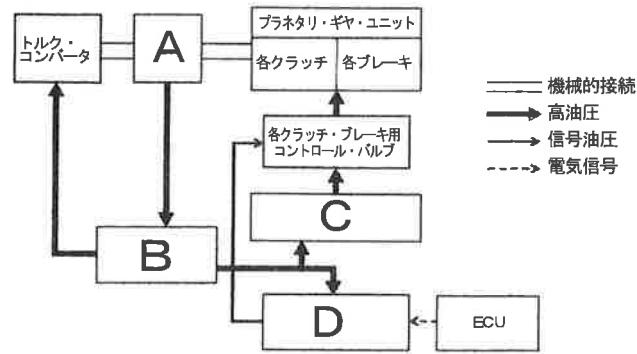 トルク・
コンバータ
A
プラネタリ・ギヤ・ユニット
各クラッチ
各ブレーキ
機械的接続
高油圧
信号油圧
電気信号
各クラッチ・ブレーキ用
コントロール・バルブ
C
B
D
ECU